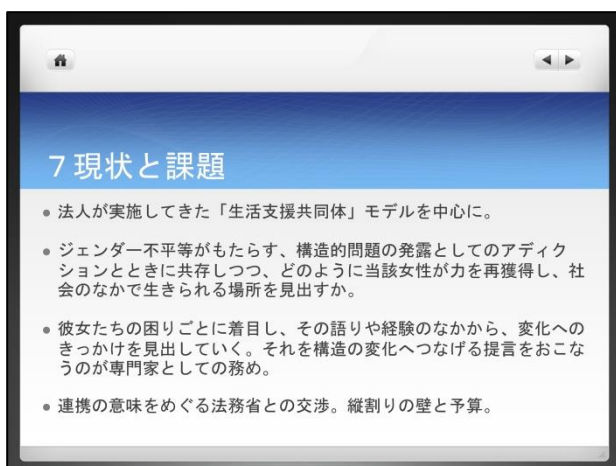 7現状と課題
法人が実施してきた「生活支援共同体」モデルを中心に。
ジェンダー不平等がもたらす、構造的問題の発露としてのアディク
ションとときに共存しつつ、どのように当該女性が力を再獲得し、社
会のなかで生きられる場所を見出すか。
彼女たちの困りごとに着目し、その語りや経験のなかから、変化への
きっかけを見出していく。それを構造の変化へつなげる提言をおこな
うのが専門家としての務め。
連携の意味をめぐる法務省との交渉。縦割りの壁と予算。